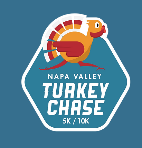 NAPA VALLEY
TURKEY
CHASE
5K / 10K